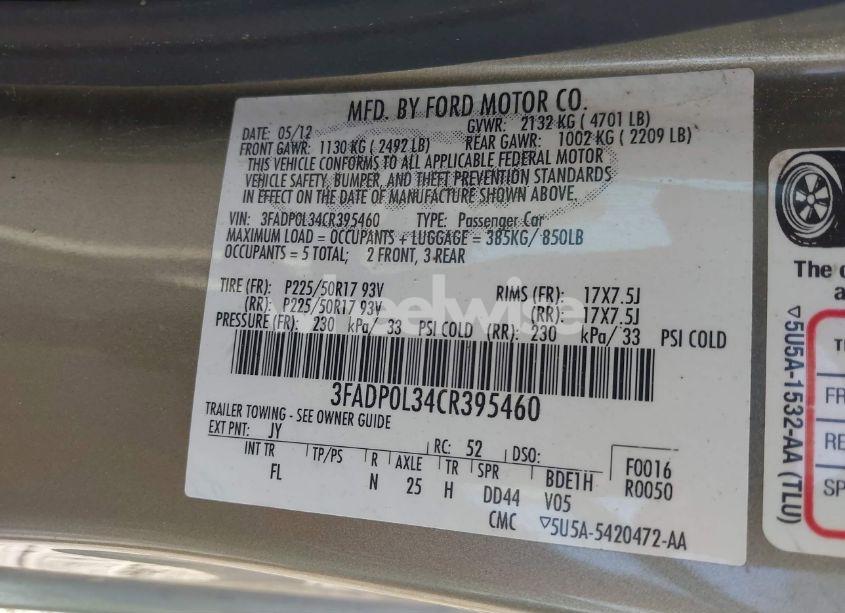 MFD. BY FORD MOTOR CO.
DATE: 05/12 GVWR: 2132 KG ( 4701 LB)
FRONT GAWR: 1130 KG ( 2492 LB) REAR GAWR: 1002 KG ( 2209 LB)
THIS VEHICLE CONFORMS TO ALL APPLICABLE FEDERAL MOTOR
VEHICLE SAFETY, BUMPER, AND THEFT PREVENTION STANDARDS
IN EFFECT ON THE DATE OF MANUFACTURE SHOWN ABOVE.
VIN: 3FADP0L34CR395460 TYPE: Passenger Car
MAXIMUM LOAD = OCCUPANTS + LUGGAGE = 385KG/ 850LB
OCCUPANTS = 5 TOTAL; 2 FRONT, 3 REAR
TIRE (FR): P225/50R17 93V RIMS (FR): 17X7.5J
(RR): P225/50R17 93V (RR): 17X7.5J
PRESSURE (FR): 230 kPa/ 33 PSI COLD (RR): 230 kPa/ 33 PSI COLD
wheelwise
3FADP0L34CR395460
TRAILER TOWING - SEE OWNER GUIDE
EXT PNT: JY RC: 52 DSO:
INT TR TP/PS R AXLE TR SPR BDE1H F0016
FL N 25 H DD44 V05 R0050
CMC ▽5U5A-5420472-AA
The
▽5U5A-1532-AA (TLU)
FR
RE
SP